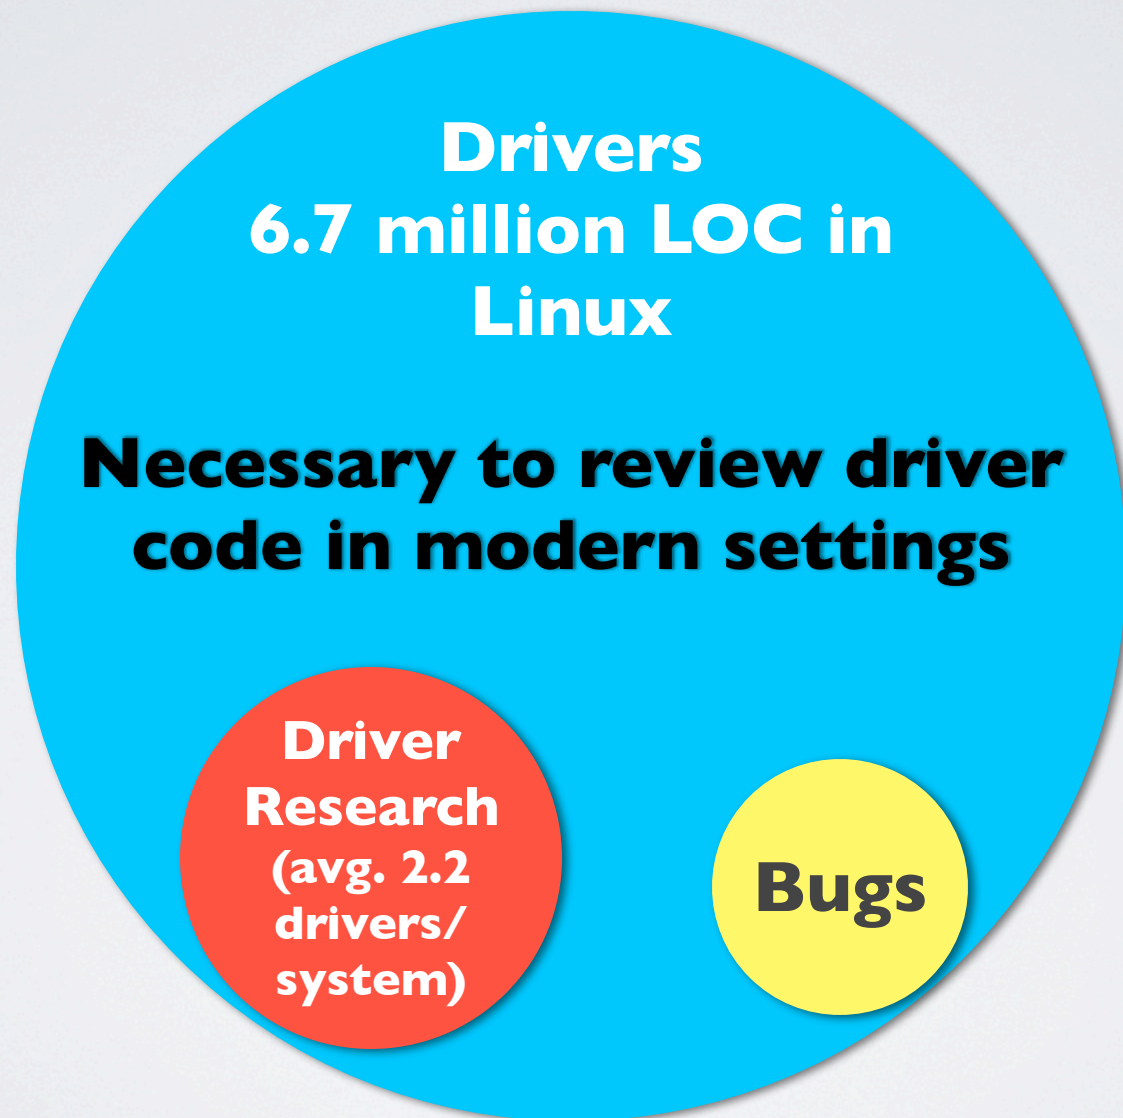 Drivers
6.7 million LOC in
Linux
Necessary to review driver
code in modern settings
Driver
Research
(avg. 2.2
drivers/
system)
Bugs